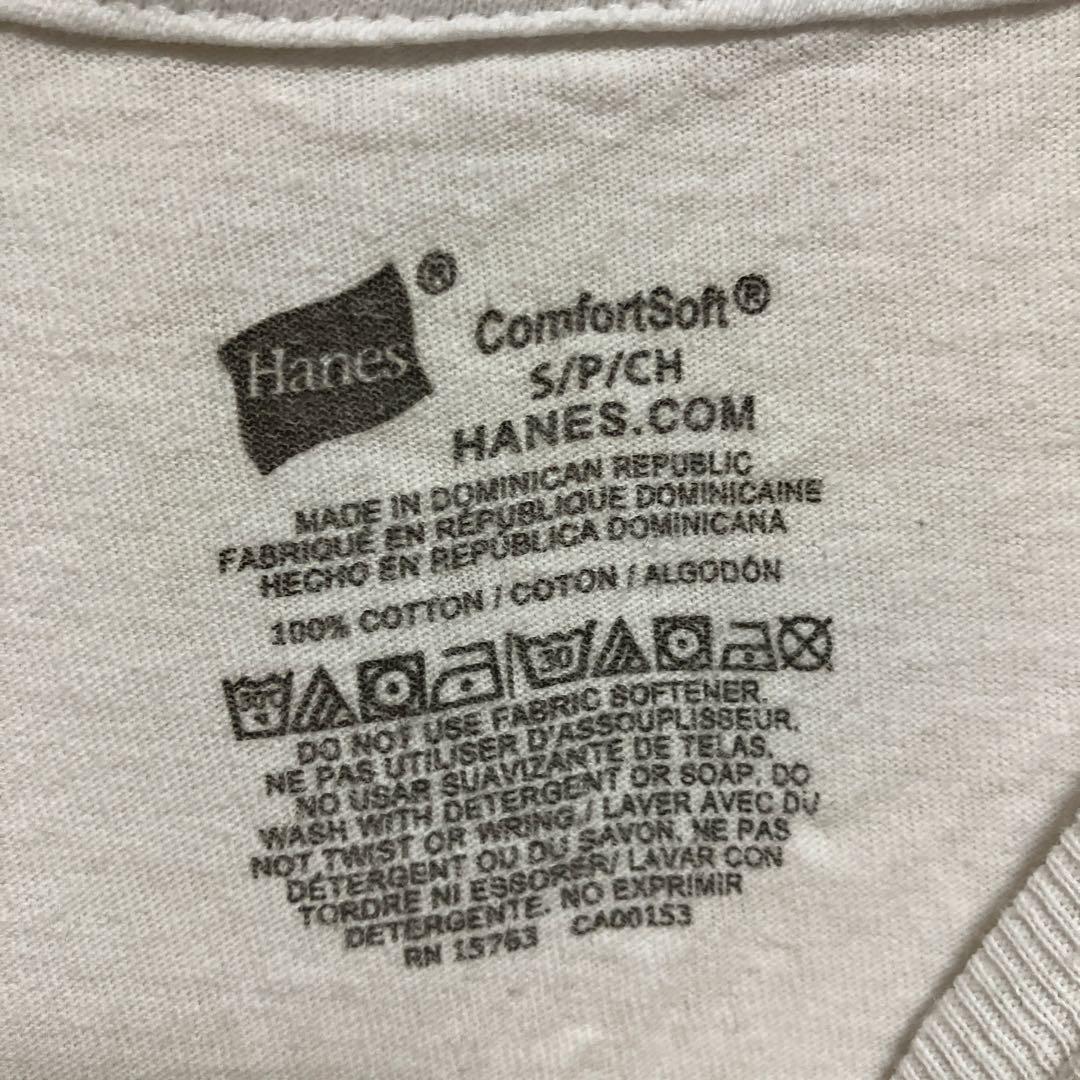 Hanes®
ComfortSoft®
S/P/CH
HANES.COM
MADE IN DOMINICAN REPUBLIC
FABRIQUÉ EN RÉPUBLIQUE DOMINICAINE
HECHO EN REPÚBLICA DOMINICANA
100% COTTON / COTON / ALGODÓN
30
DO NOT USE FABRIC SOFTENER.
NE PAS UTILISER D'ASSOUPLISSEUR.
NO USAR SUAVIZANTE DE TELAS.
WASH WITH DETERGENT OR SOAP. DO
NOT TWIST OR WRING./ LAVER AVEC DU
DÉTERGENT OU DU SAVON. NE PAS
TORDRE NI ESSORER/ LAVAR CON
DETERGENTE. NO EXPRIMIR
RN 15763 CA00153